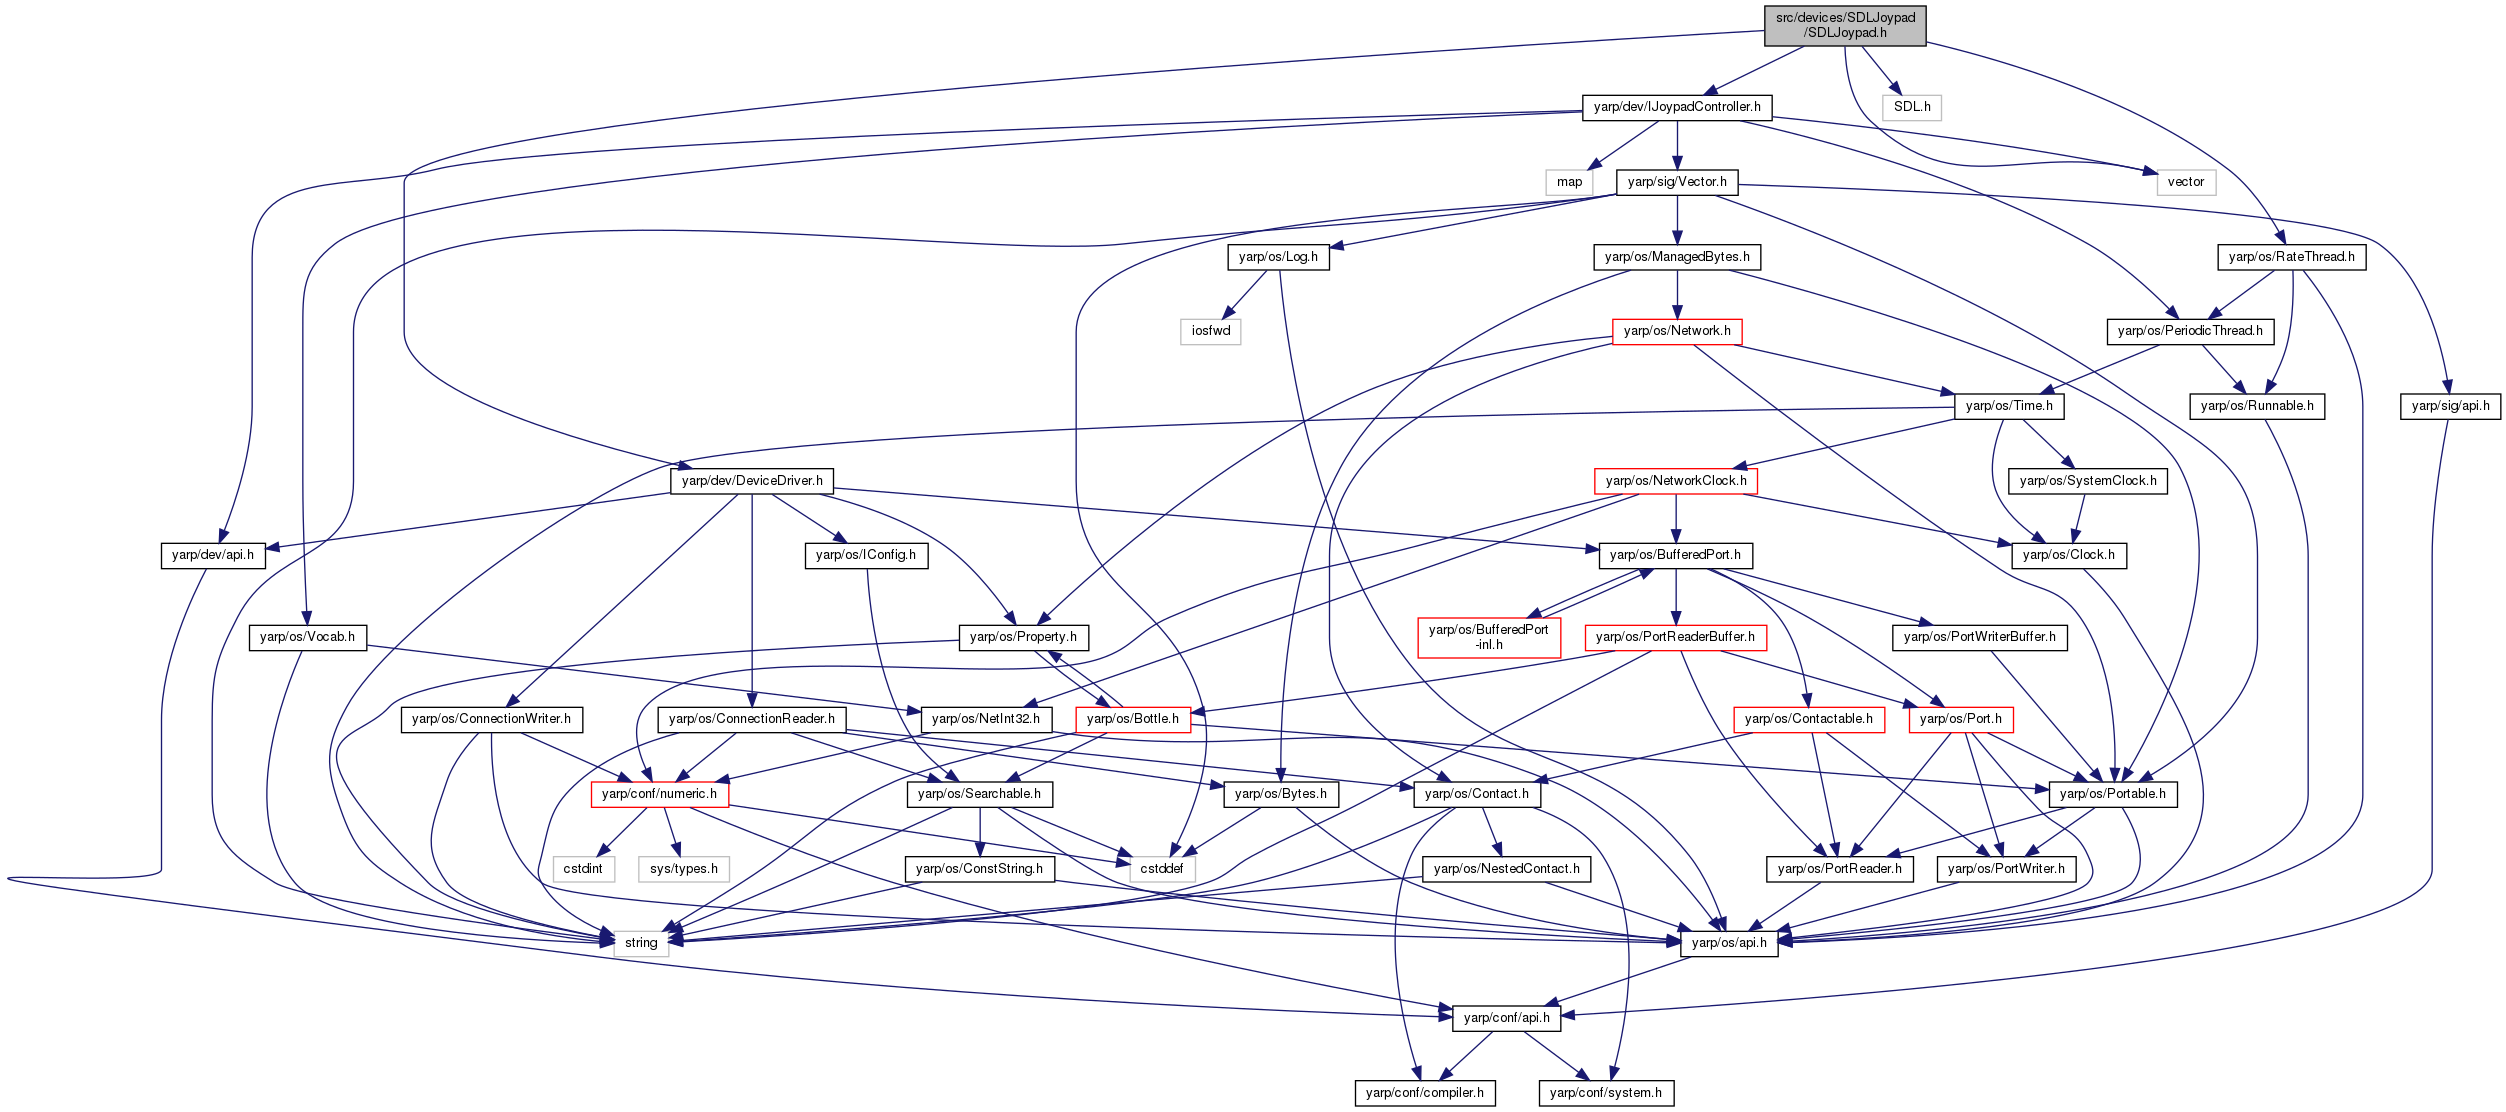 src/devices/SDLJoypad
/SDLJoypad.h
yarp/dev/IJoypadController.h
SDL.h
map
yarp/sig/Vector.h
vector
yarp/os/Log.h
yarp/os/ManagedBytes.h
yarp/os/RateThread.h
iosfwd
yarp/os/Network.h
yarp/os/PeriodicThread.h
yarp/os/Time.h
yarp/os/Runnable.h
yarp/sig/api.h
yarp/dev/DeviceDriver.h
yarp/os/NetworkClock.h
yarp/os/SystemClock.h
yarp/dev/api.h
yarp/os/IConfig.h
yarp/os/BufferedPort.h
yarp/os/Clock.h
yarp/os/Vocab.h
yarp/os/Property.h
yarp/os/BufferedPort
-inl.h
yarp/os/PortReaderBuffer.h
yarp/os/PortWriterBuffer.h
yarp/os/ConnectionWriter.h
yarp/os/ConnectionReader.h
yarp/os/NetInt32.h
yarp/os/Bottle.h
yarp/os/Contactable.h
yarp/os/Port.h
yarp/conf/numeric.h
yarp/os/Searchable.h
yarp/os/Bytes.h
yarp/os/Contact.h
yarp/os/Portable.h
cstdint
sys/types.h
yarp/os/ConstString.h
cstddef
yarp/os/NestedContact.h
yarp/os/PortReader.h
yarp/os/PortWriter.h
string
yarp/os/api.h
yarp/conf/api.h
yarp/conf/compiler.h
yarp/conf/system.h